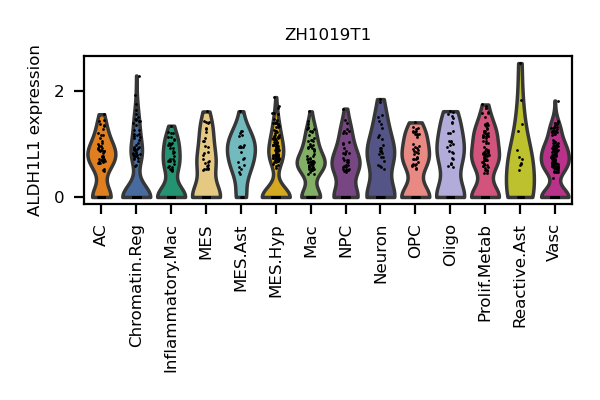 ZH1019T1
ALDH1L1 expression
2
0
AC
Chromatin.Reg
Inflammatory.Mac
MES
MES.Ast
MES.Hyp
Mac
NPC
Neuron
OPC
Oligo
Prolif.Metab
Reactive.Ast
Vasc